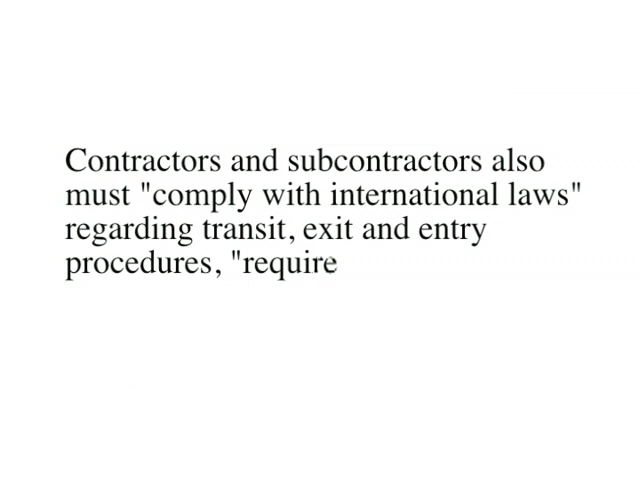 Contractors and subcontractors also
must "comply with international laws"
regarding transit, exit and entry
procedures, "require